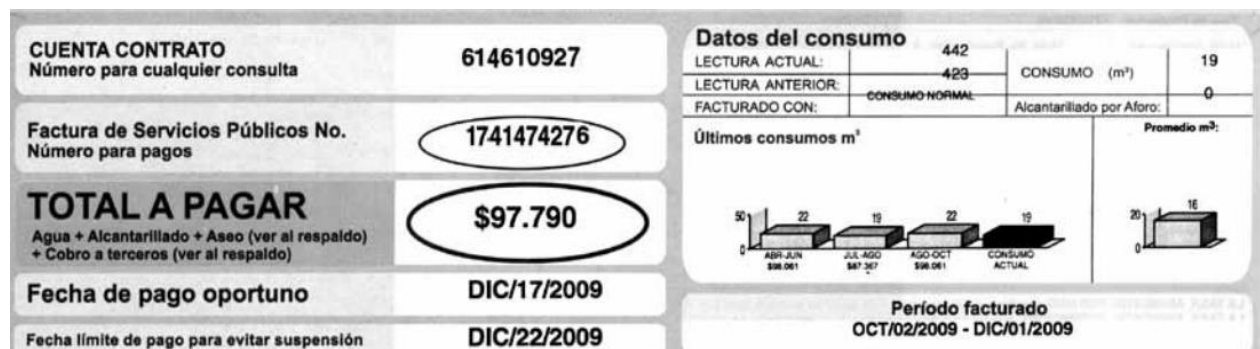 CUENTA CONTRATO
Número para cualquier consulta
614610927
Factura de Servicios Públicos No.
Número para pagos
1741474276
TOTAL A PAGAR
Agua + Alcantarillado + Aseo (ver al respaldo)
+ Cobro a terceros (ver al respaldo)
$97.790
Fecha de pago oportuno
DIC/17/2009
Fecha límite de pago para evitar suspensión
DIC/22/2009
Datos del consumo
LECTURA ACTUAL: 442
LECTURA ANTERIOR: 423
FACTURADO CON: CONSUMO NORMAL
CONSUMO (m³) 19
Alcantarillado por Aforo: 0
Últimos consumos m³
50 22 19 22 19
0
ABR-JUN JUL-AGO AGO-OCT CONSUMO
$98.061 $87.367 $98.061 ACTUAL
Promedio m³:
20 16
0
Período facturado
OCT/02/2009 - DIC/01/2009